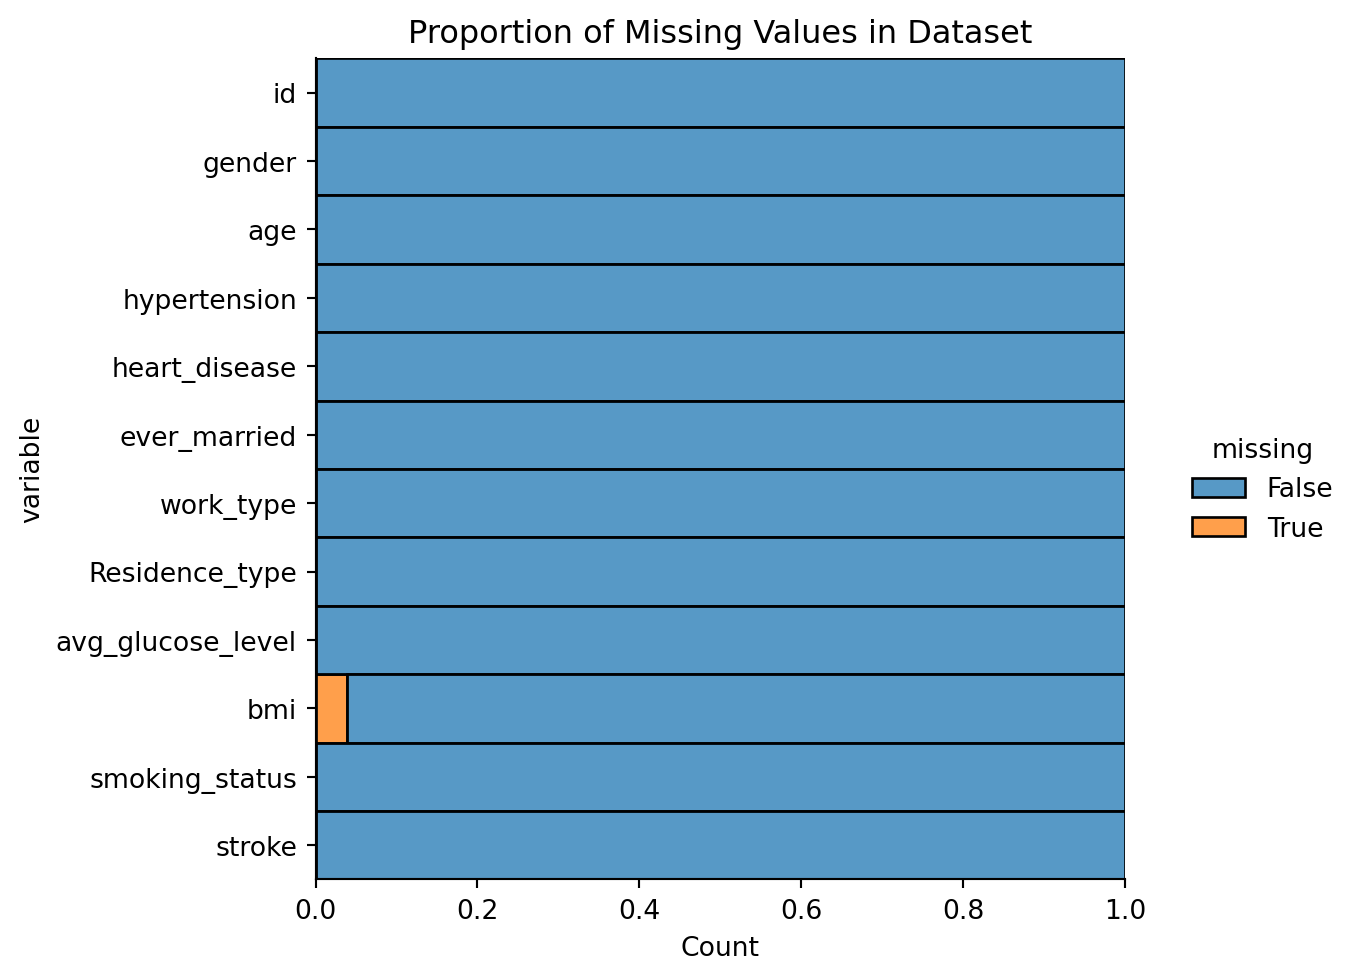 Proportion of Missing Values in Dataset
id
gender
age
hypertension
heart_disease
ever_married
work_type
Residence_type
avg_glucose_level
bmi
smoking_status
stroke
variable
0.0 0.2 0.4 0.6 0.8 1.0
Count
missing
False
True